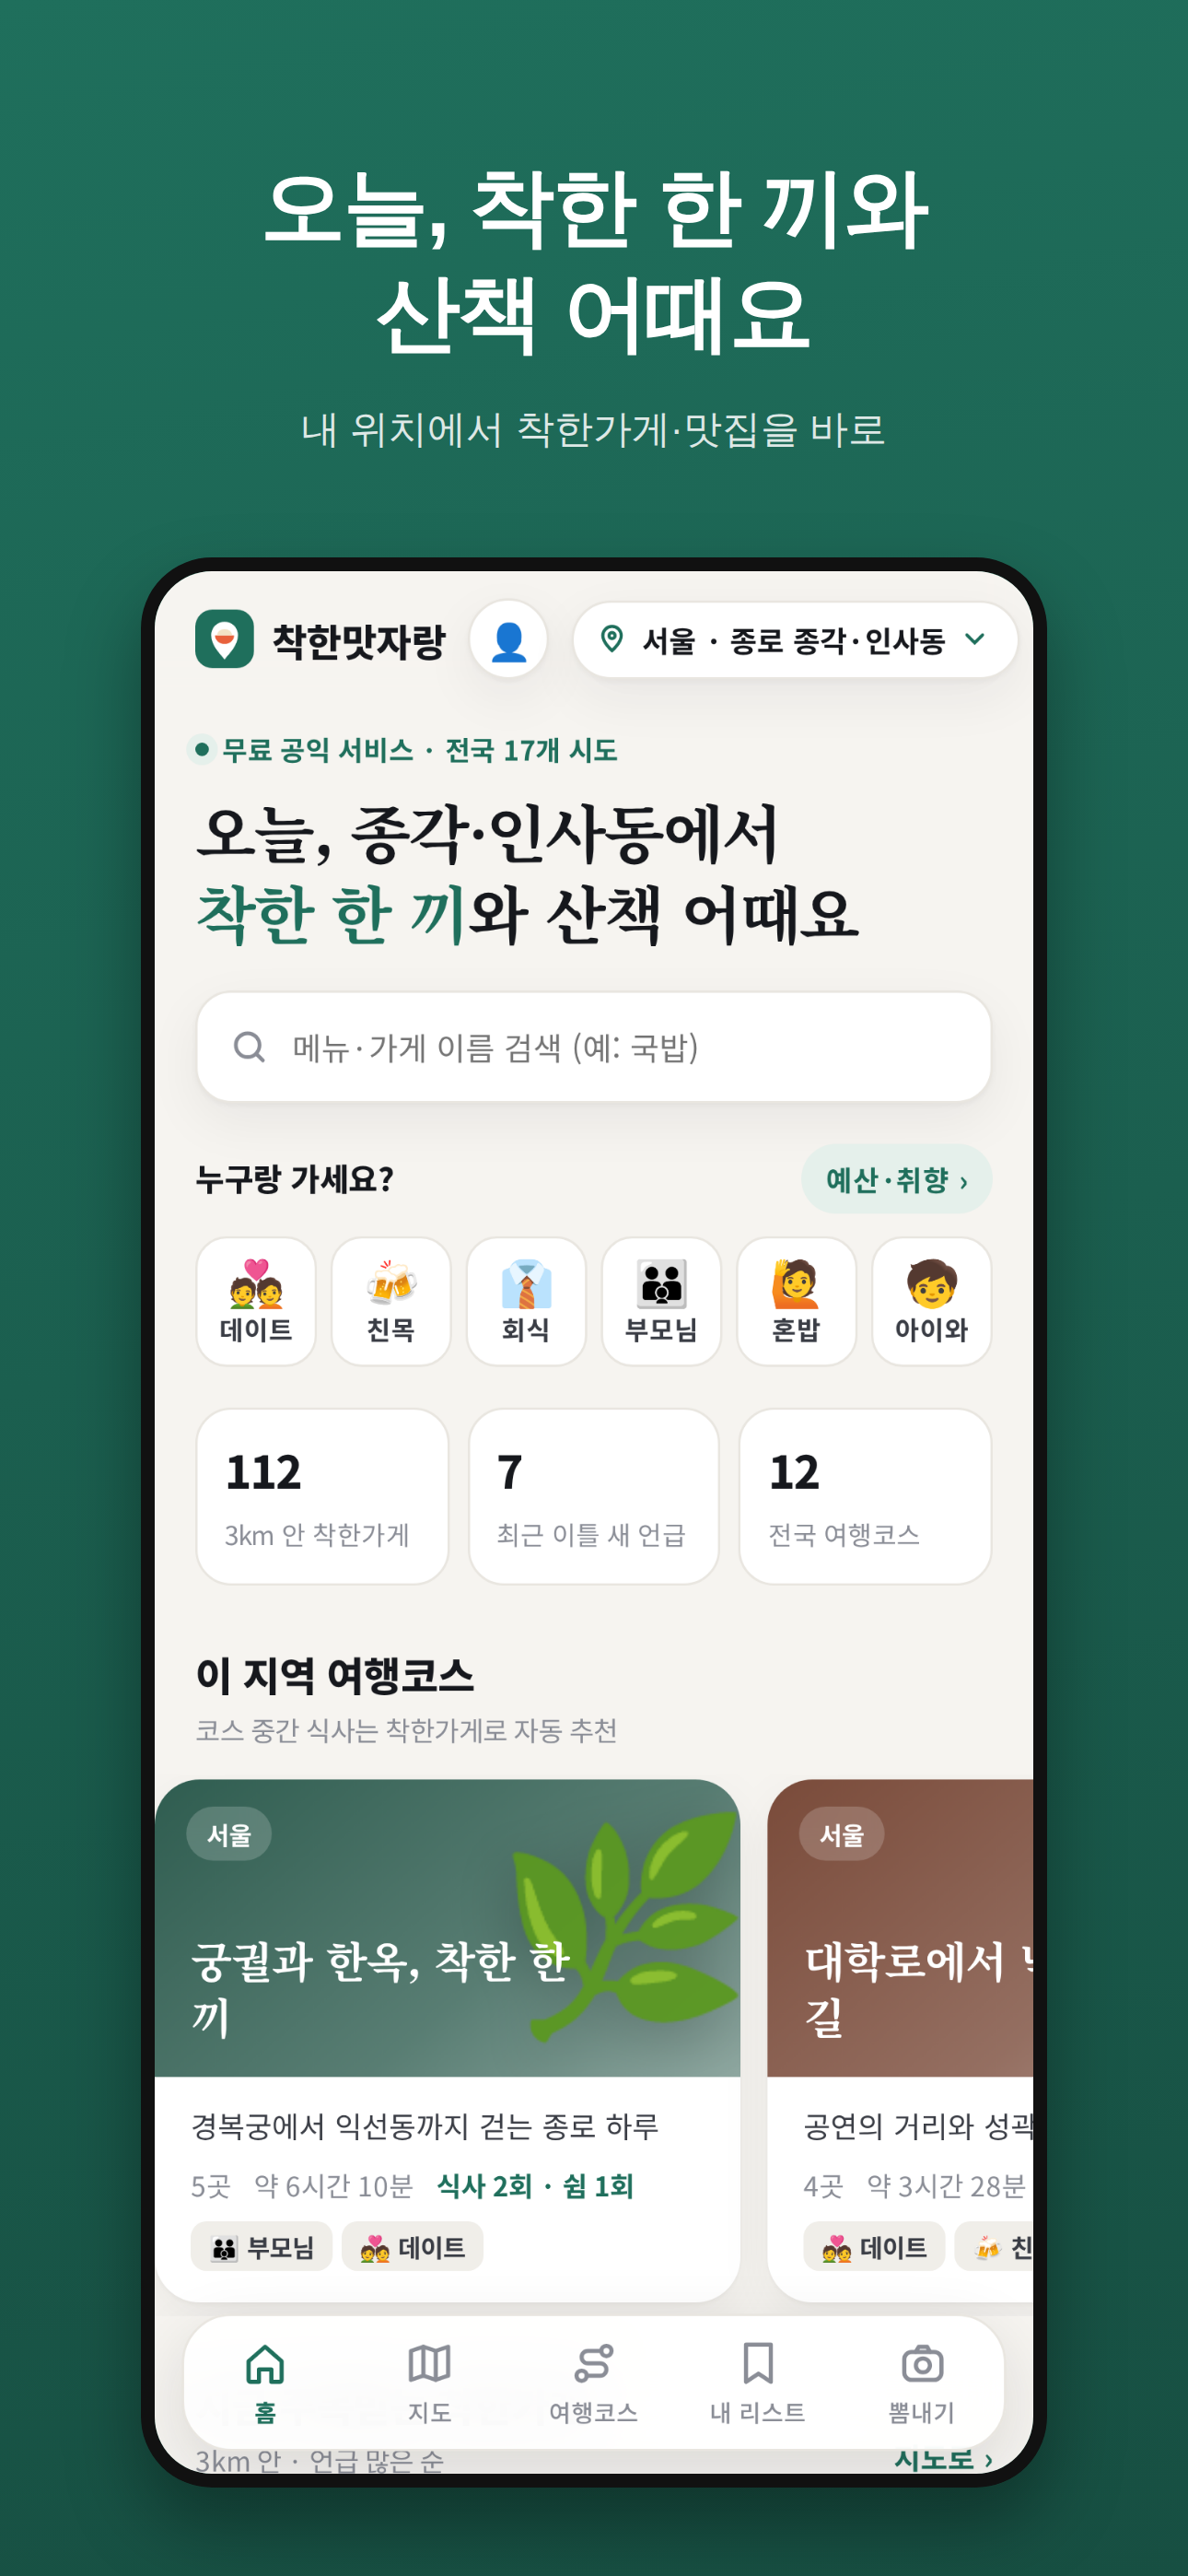 오늘, 착한 한 끼와
산책 어때요
내 위치에서 착한가게·맛집을 바로
착한맛자랑
서울 · 종로 종각·인사동
무료 공익 서비스 · 전국 17개 시도
오늘, 종각·인사동에서
착한 한 끼와 산책 어때요
메뉴·가게 이름 검색 (예: 국밥)
누구랑 가세요?
예산·취향 ›
데이트
친목
회식
부모님
혼밥
아이와
112
3km 안 착한가게
7
최근 이틀 새 언급
12
전국 여행코스
이 지역 여행코스
코스 중간 식사는 착한가게로 자동 추천
서울
궁궐과 한옥, 착한 한
끼
경복궁에서 익선동까지 걷는 종로 하루
5곳 약 6시간 10분 식사 2회 · 쉼 1회
부모님
데이트
서울
대학로에서
길
공연의 거리와 성곽
4곳 약 3시간 28분
데이트
친
홈
지도
여행코스
내 리스트
뽐내기
3km 안 · 언급 많은 순
지도로 ›